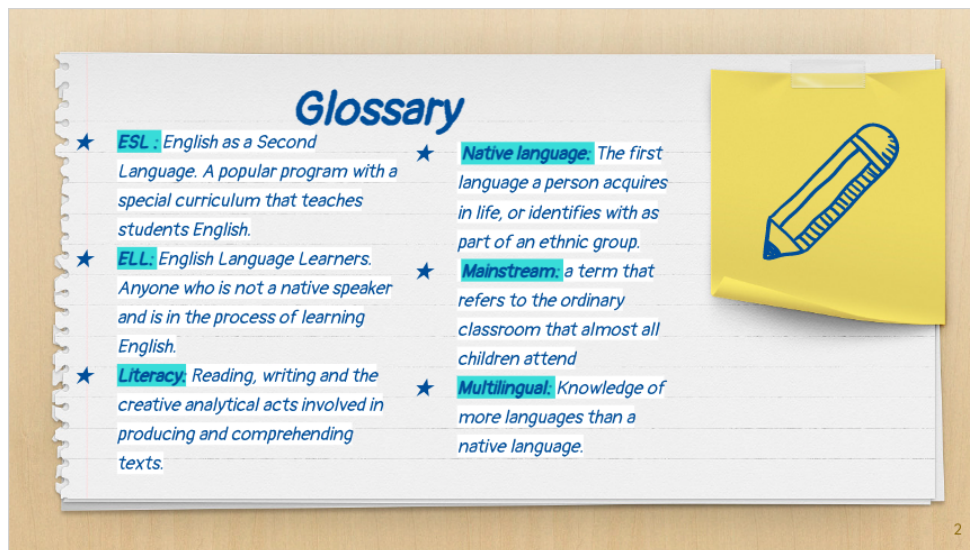 Glossary
★ ESL : English as a Second
Language. A popular program with a
special curriculum that teaches
students English.
★ ELL: English Language Learners.
Anyone who is not a native speaker
and is in the process of learning
English.
★ Literacy: Reading, writing and the
creative analytical acts involved in
producing and comprehending
texts.
★ Native language: The first
language a person acquires
in life, or identifies with as
part of an ethnic group.
★ Mainstream: a term that
refers to the ordinary
classroom that almost all
children attend
★ Multilingual: Knowledge of
more languages than a
native language.
2